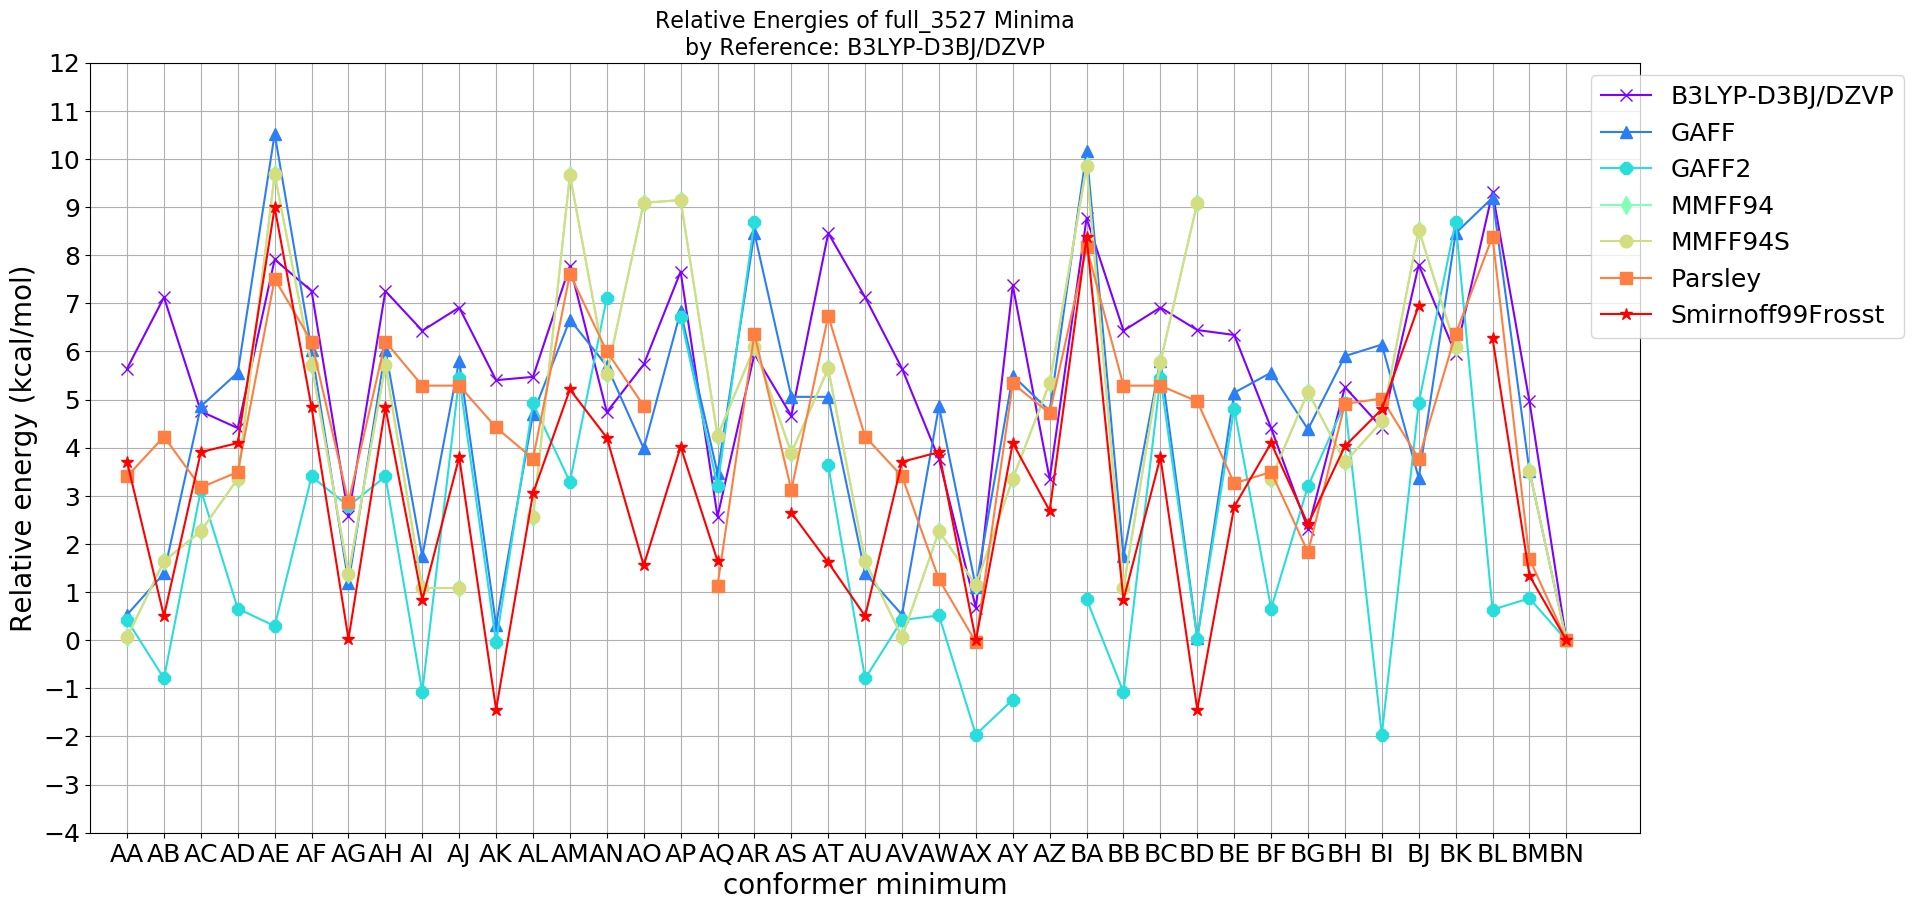 Relative Energies of full_3527 Minima
by Reference: B3LYP-D3BJ/DZVP
Relative energy (kcal/mol)
12
11
10
9
8
7
6
5
4
3
2
1
0
−1
−2
−3
−4
B3LYP-D3BJ/DZVP
GAFF
GAFF2
MMFF94
MMFF94S
Parsley
Smirnoff99Frosst
AA AB AC AD AE AF AG AH AI AJ AK AL AM AN AO AP AQ AR AS AT AU AV AW AX AY AZ BA BB BC BD BE BF BG BH BI BJ BK BL BM BN
conformer minimum